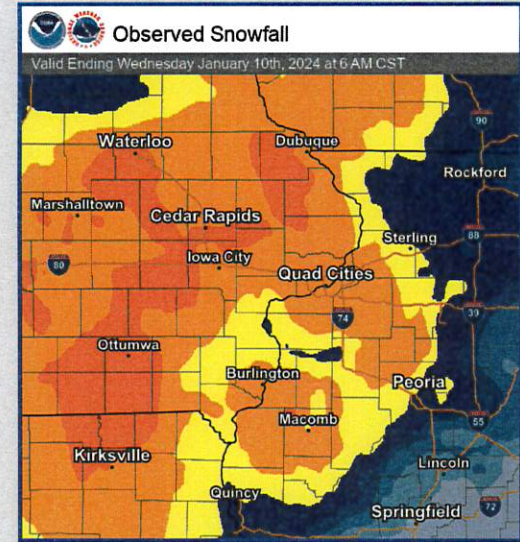 Observed Snowfall
Valid Ending Wednesday January 10th, 2024 at 6 AM CST
Waterloo
Dubuque
90
Rockford
Marshalltown
Cedar Rapids
Sterling
88
80
Iowa City
Quad Cities
39
74
Ottumwa
Burlington
Peoria
Macomb
55
Kirksville
Lincoln
Quincy
Springfield
72